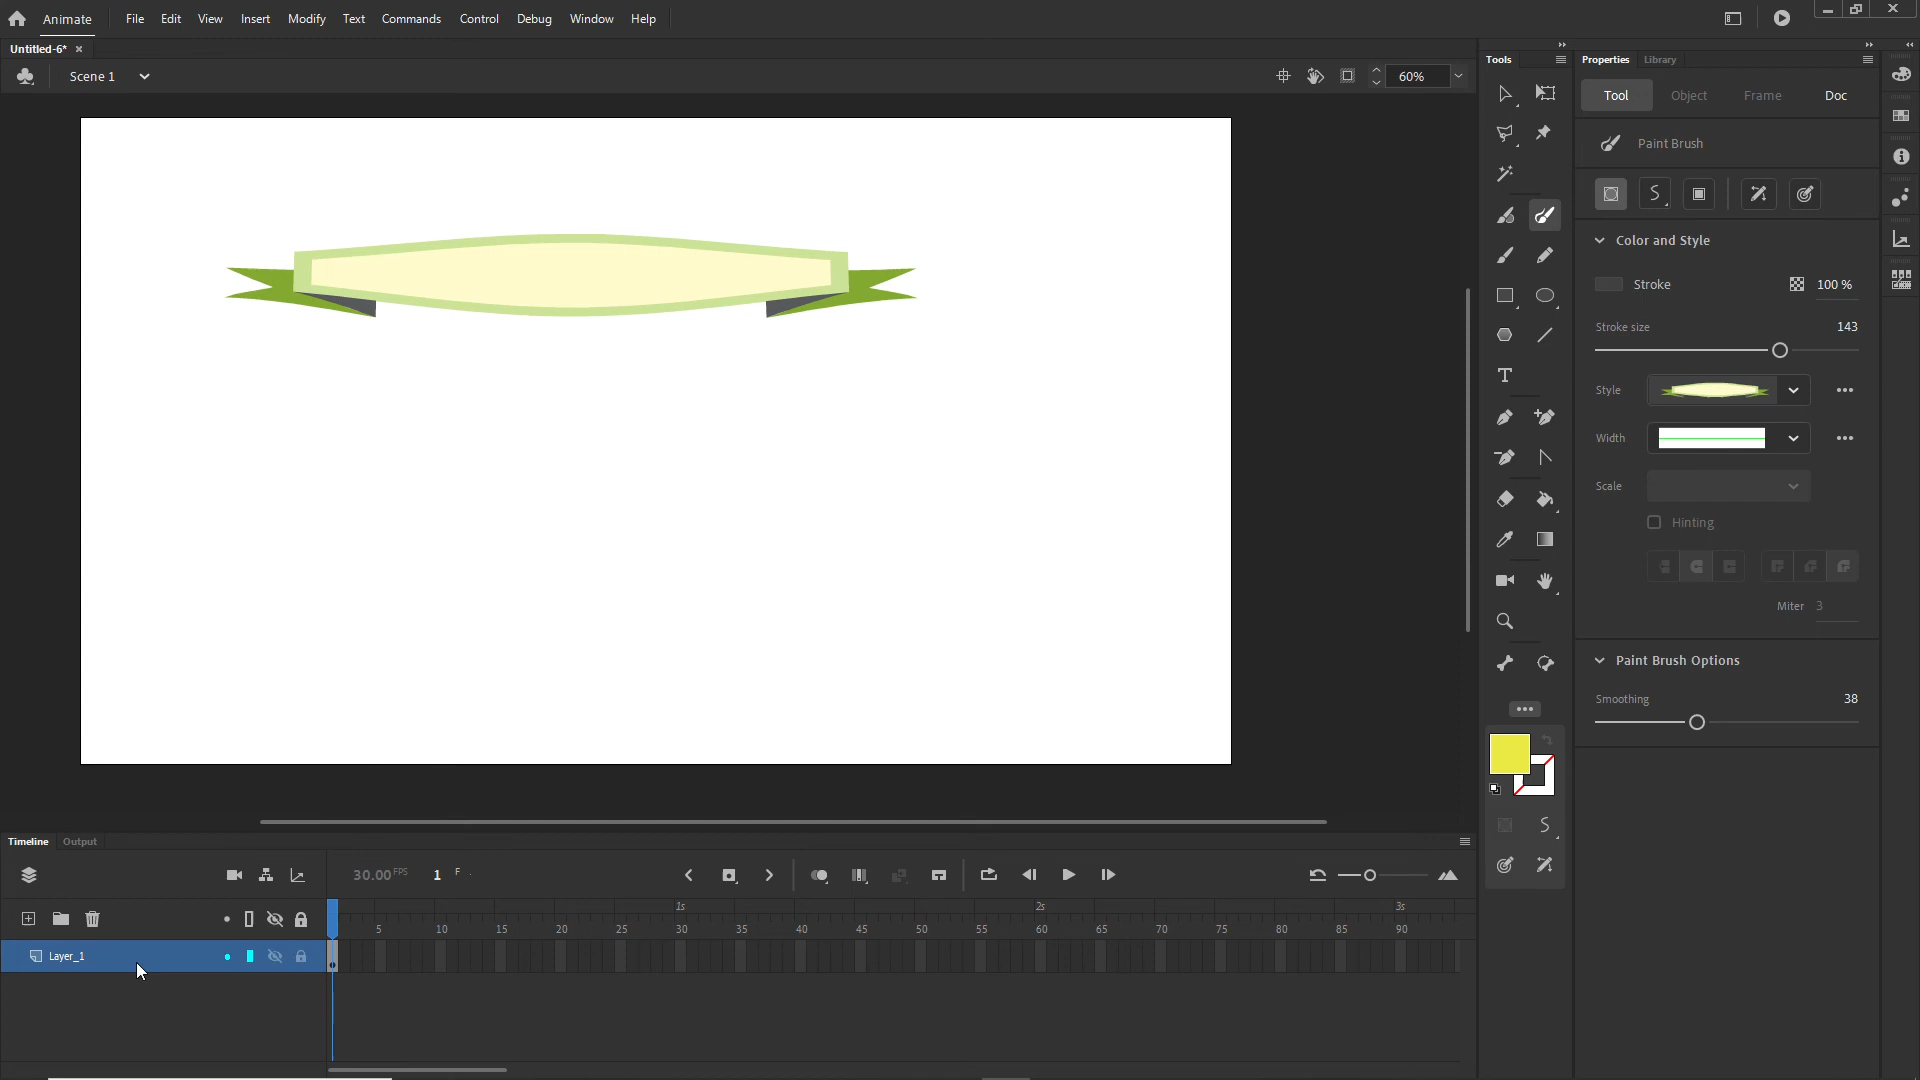 Animate File Edit View Insert Modify Text Commands Control Debug Window Help
Untitled-6*
Scene 1
60%
Tools
Properties Library
Tool Object Frame Doc
Paint Brush
Color and Style
Stroke 100 %
Stroke size 143
Style
Width
Scale
Hinting
Miter 3
Paint Brush Options
Smoothing 38
Timeline Output
30.00 FPS 1 F
1s 2s 3s
5 10 15 20 25 30 35 40 45 50 55 60 65 70 75 80 85 90
Layer_1